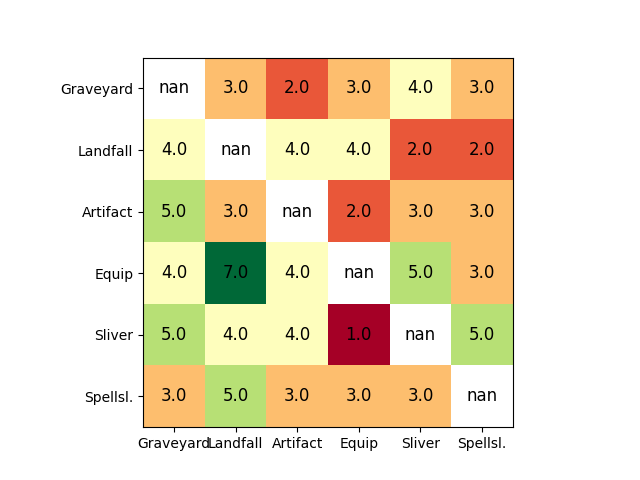 Graveyard nan 3.0 2.0 3.0 4.0 3.0
Landfall 4.0 nan 4.0 4.0 2.0 2.0
Artifact 5.0 3.0 nan 2.0 3.0 3.0
Equip 4.0 7.0 4.0 nan 5.0 3.0
Sliver 5.0 4.0 4.0 1.0 nan 5.0
Spellsl. 3.0 5.0 3.0 3.0 3.0 nan
Graveyard Landfall Artifact Equip Sliver Spellsl.